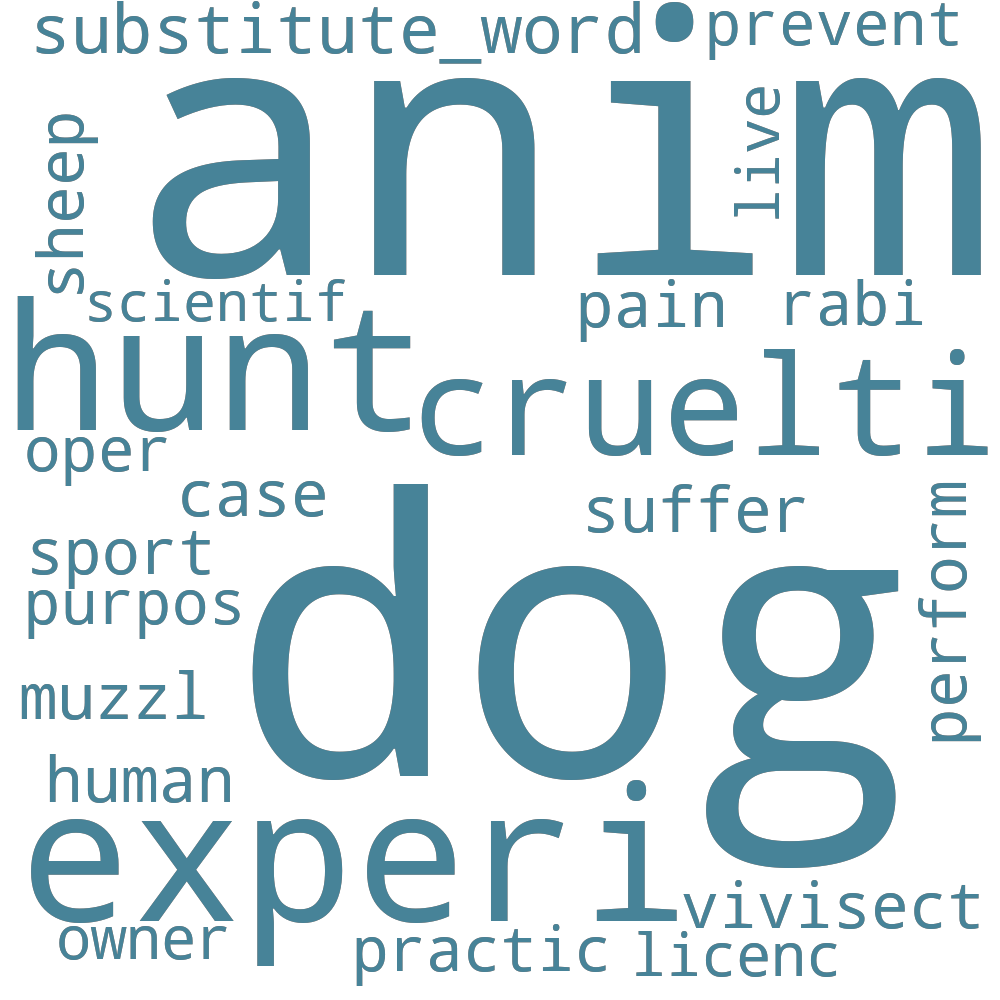 substitute_word
prevent
anim
sheep
live
scientif
pain
rabi
hunt
cruelti
oper
case
suffer
sport
purpos
dog
perform
muzzl
human
experi
vivisect
owner
practic
licenc